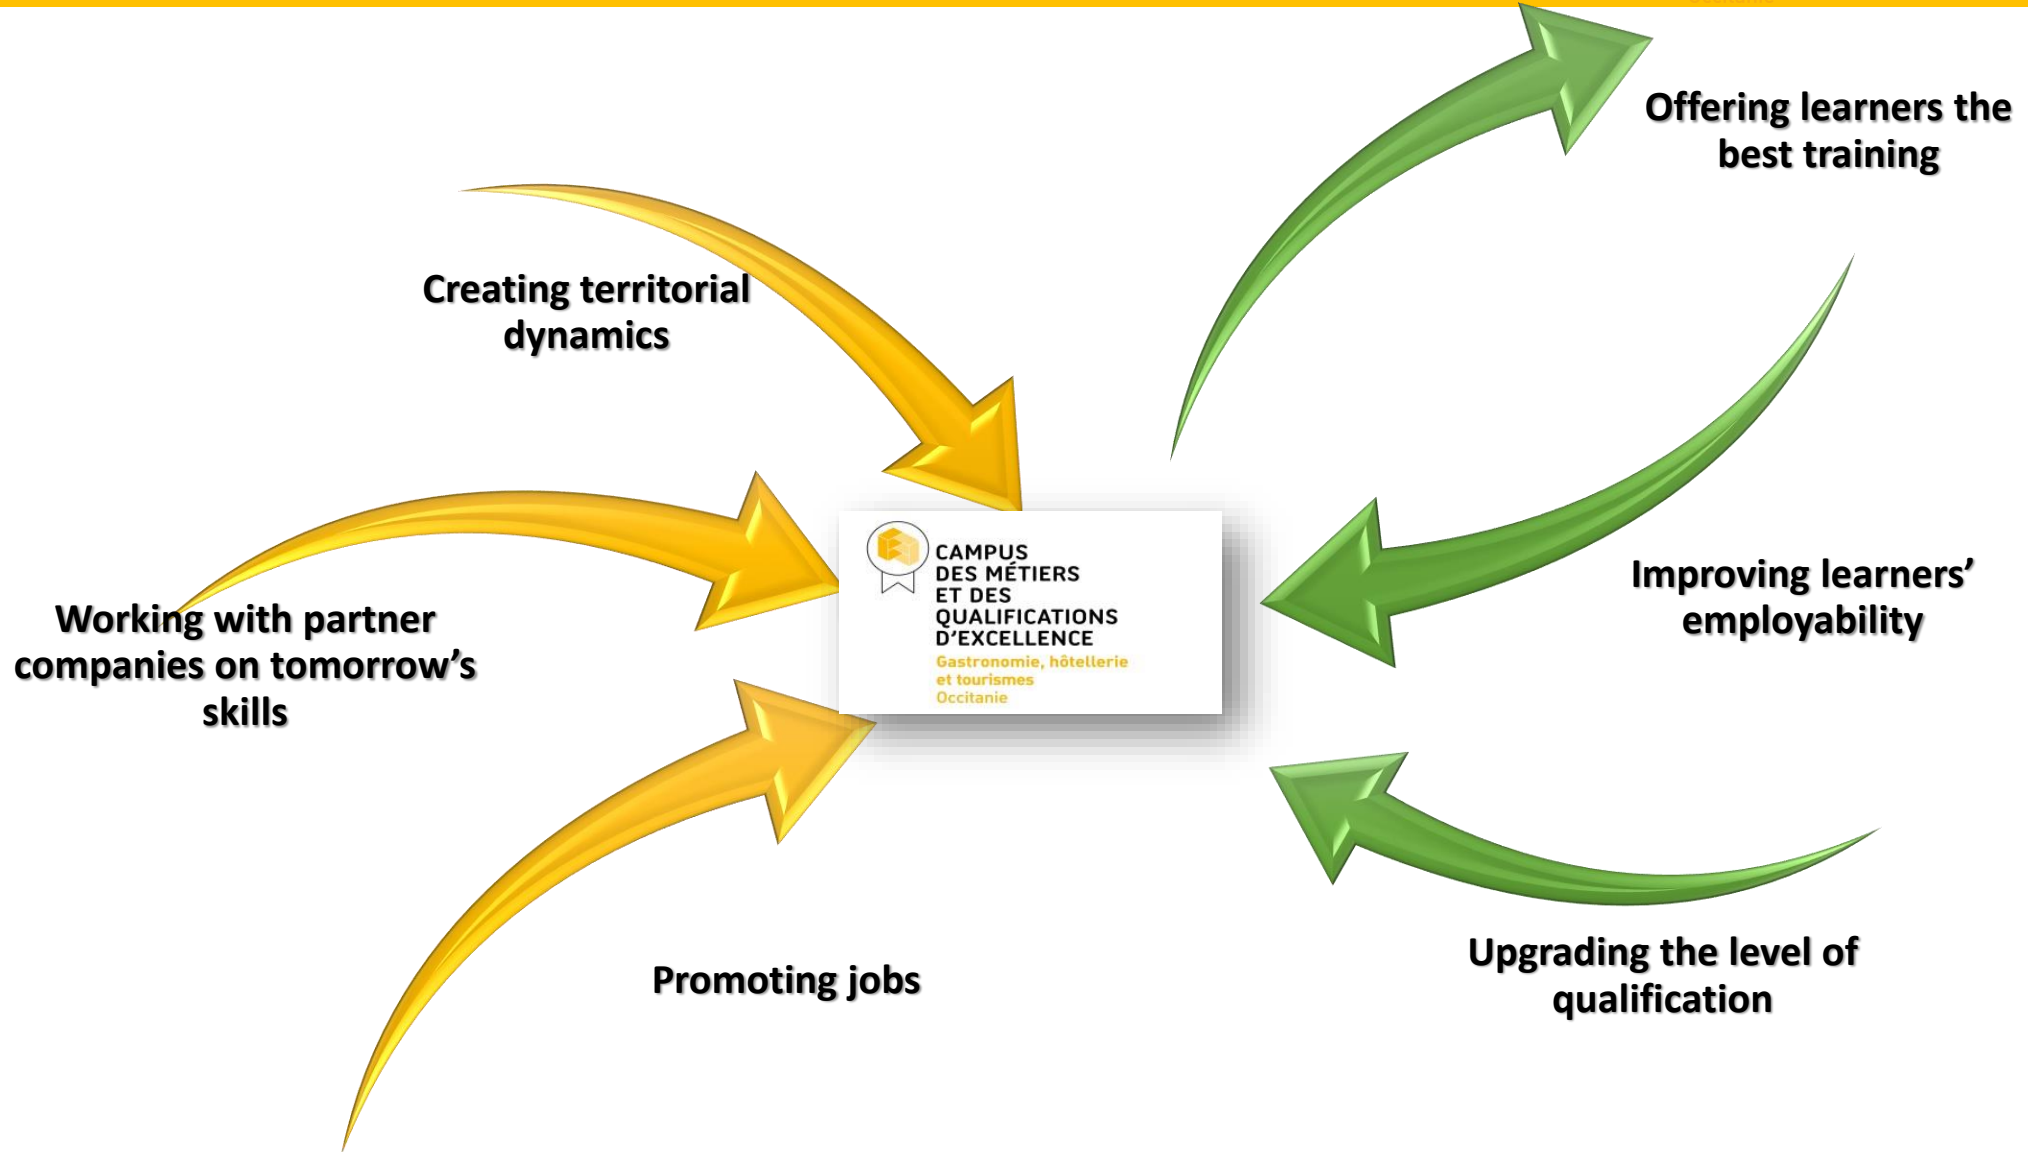 Offering learners the
best training
Creating territorial
dynamics
Working with partner
companies on tomorrow’s
skills
CAMPUS
DES MÉTIERS
ET DES
QUALIFICATIONS
D’EXCELLENCE
Gastronomie, hôtellerie
et tourismes
Occitanie
Improving learners’
employability
Promoting jobs
Upgrading the level of
qualification